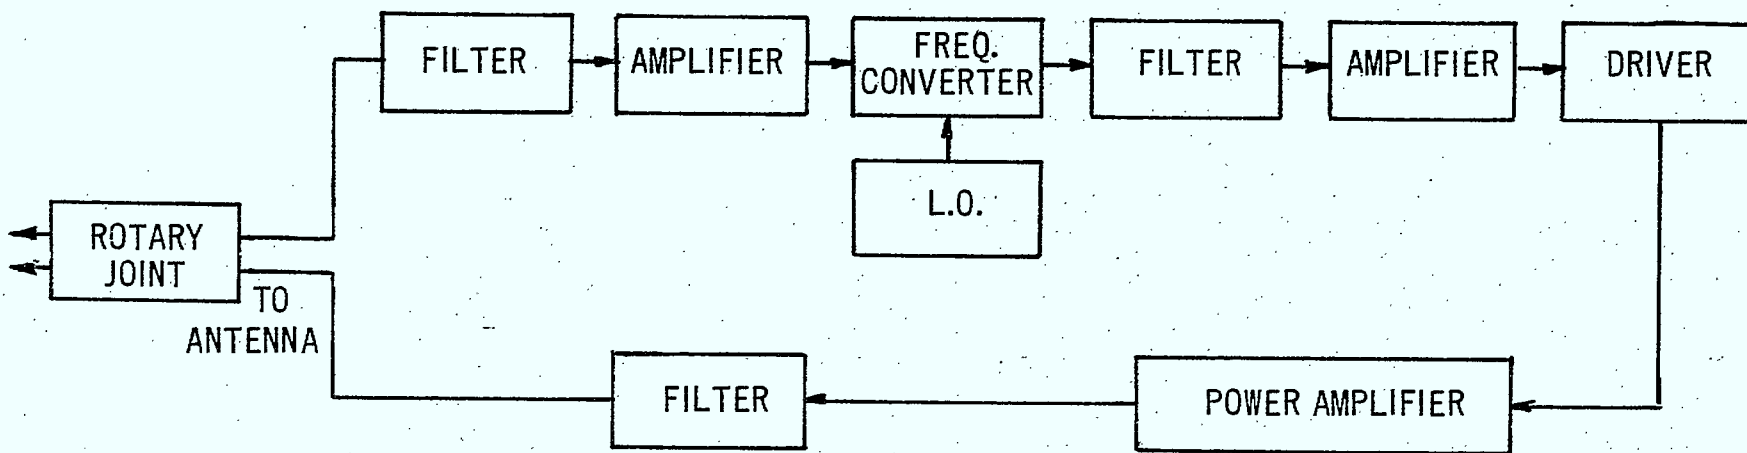 FILTER
AMPLIFIER
FREQ.
CONVERTER
FILTER
AMPLIFIER
DRIVER
L.O.
ROTARY
JOINT
TO
ANTENNA
FILTER
POWER AMPLIFIER